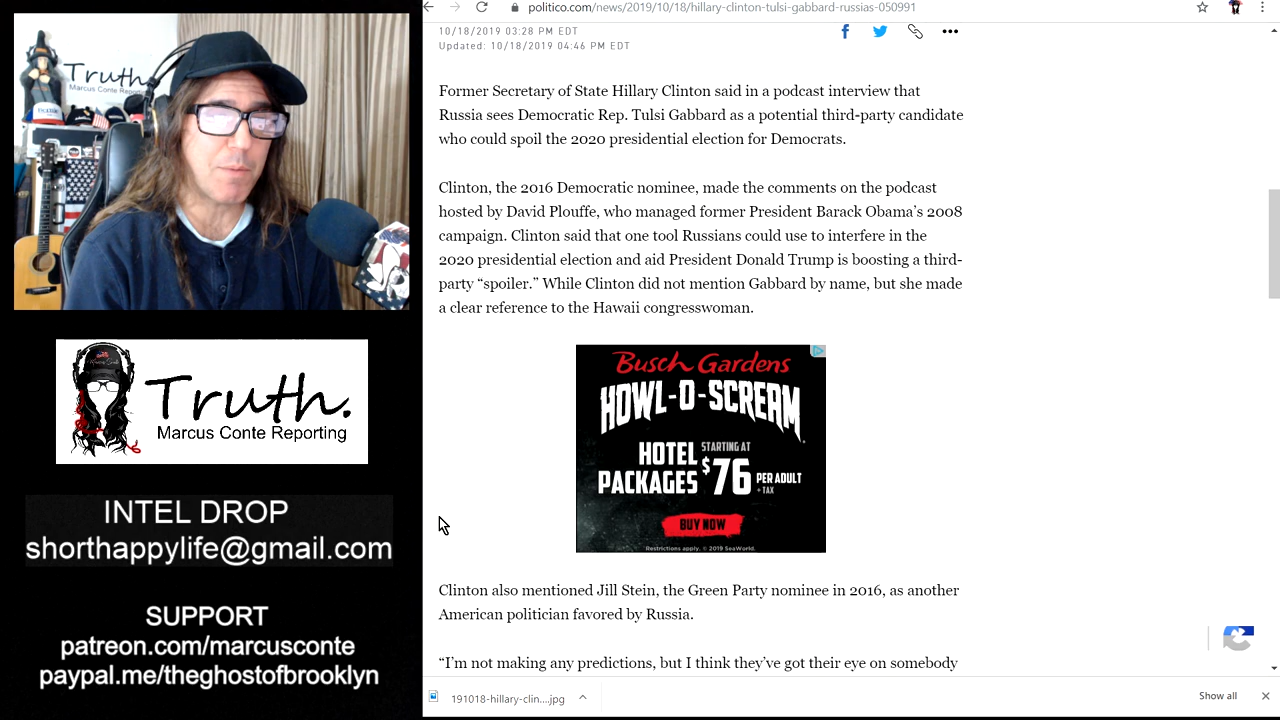 Truth.
Marcus Conte Reporting
Truth.
Marcus Conte Reporting
INTEL DROP
shorthappylife@gmail.com
SUPPORT
patreon.com/marcusconte
paypal.me/theghostofbrooklyn
politico.com/news/2019/10/18/hillary-clinton-tulsi-gabbard-russias-050991
10/18/2019 03:28 PM EDT
Updated: 10/18/2019 04:46 PM EDT
Former Secretary of State Hillary Clinton said in a podcast interview that
Russia sees Democratic Rep. Tulsi Gabbard as a potential third-party candidate
who could spoil the 2020 presidential election for Democrats.
Clinton, the 2016 Democratic nominee, made the comments on the podcast
hosted by David Plouffe, who managed former President Barack Obama’s 2008
campaign. Clinton said that one tool Russians could use to interfere in the
2020 presidential election and aid President Donald Trump is boosting a third-
party “spoiler.” While Clinton did not mention Gabbard by name, but she made
a clear reference to the Hawaii congresswoman.
Busch Gardens
HOWL-O-SCREAM
HOTEL PACKAGES STARTING AT $76 PER ADULT + TAX
BUY NOW
Restrictions apply. © 2019 SeaWorld.
Clinton also mentioned Jill Stein, the Green Party nominee in 2016, as another
American politician favored by Russia.
“I’m not making any predictions, but I think they’ve got their eye on somebody
191018-hillary-clin....jpg
Show all